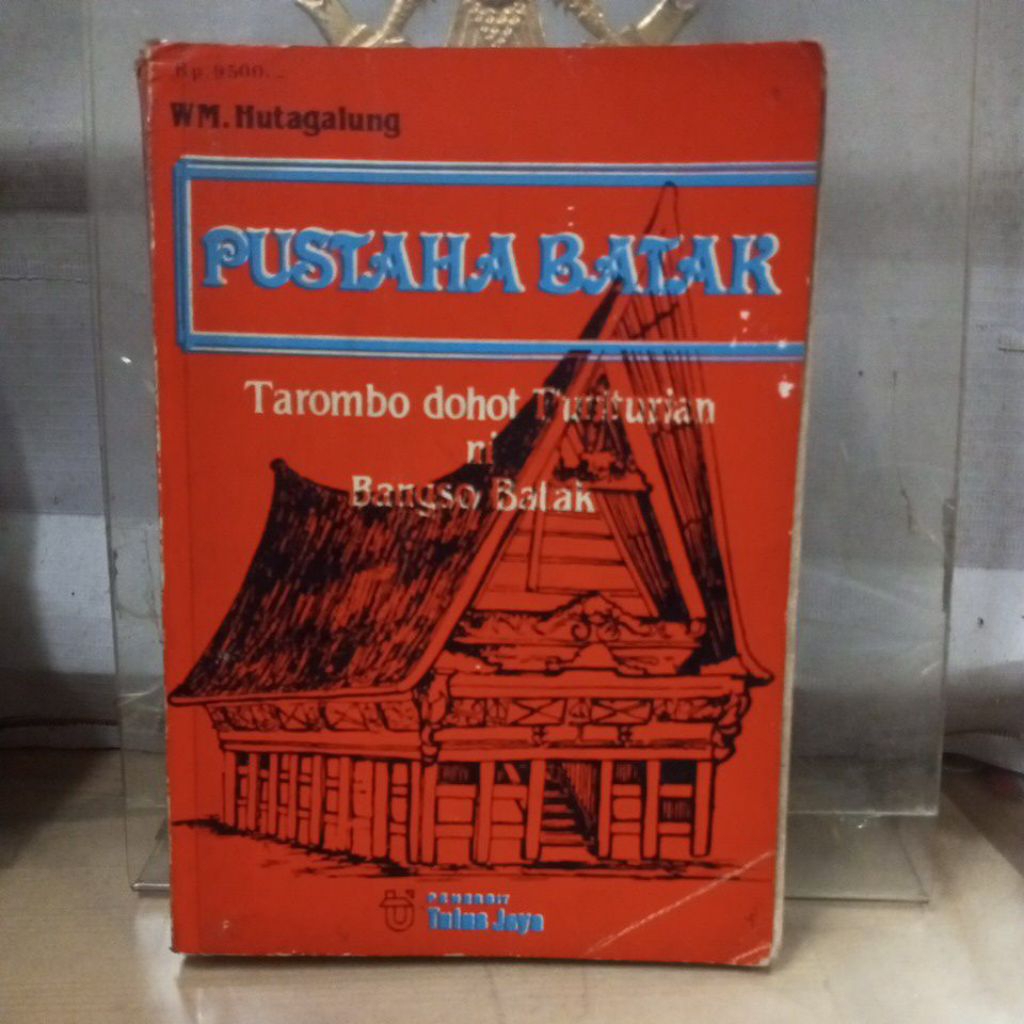 Rp. 9500._
WM. Hutagalung
PUSTAHA BATAK
Tarombo dohot Turiturian
ni
Bangso Batak
PENERBIT
Tulus Jaya